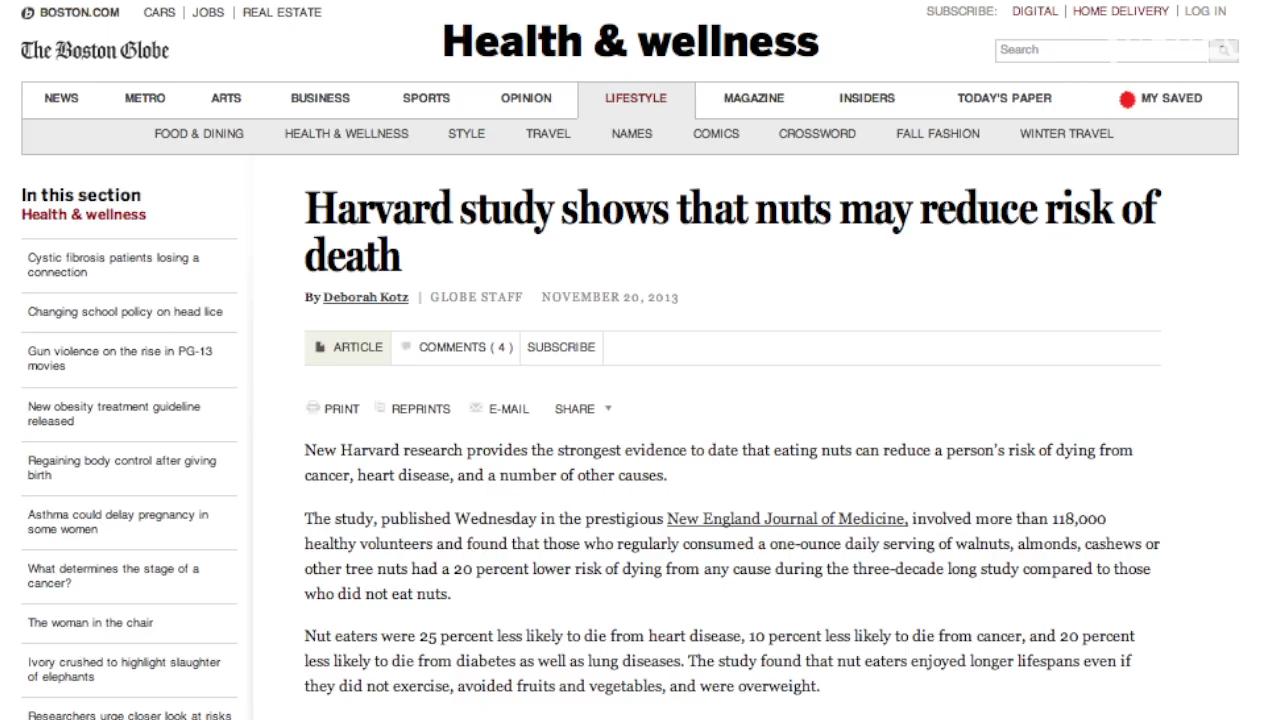 BOSTON.COM CARS | JOBS | REAL ESTATE
SUBSCRIBE: DIGITAL | HOME DELIVERY | LOG IN
The Boston Globe
Health & wellness
Search
NEWS METRO ARTS BUSINESS SPORTS OPINION LIFESTYLE MAGAZINE INSIDERS TODAY'S PAPER MY SAVED
FOOD & DINING HEALTH & WELLNESS STYLE TRAVEL NAMES COMICS CROSSWORD FALL FASHION WINTER TRAVEL
In this section
Health & wellness
Cystic fibrosis patients losing a
connection
Changing school policy on head lice
Gun violence on the rise in PG-13
movies
New obesity treatment guideline
released
Regaining body control after giving
birth
Asthma could delay pregnancy in
some women
What determines the stage of a
cancer?
The woman in the chair
Ivory crushed to highlight slaughter
of elephants
Researchers urge closer look at risks
Harvard study shows that nuts may reduce risk of
death
By Deborah Kotz | GLOBE STAFF NOVEMBER 20, 2013
ARTICLE COMMENTS ( 4 ) SUBSCRIBE
PRINT REPRINTS E-MAIL SHARE
New Harvard research provides the strongest evidence to date that eating nuts can reduce a person's risk of dying from
cancer, heart disease, and a number of other causes.
The study, published Wednesday in the prestigious New England Journal of Medicine, involved more than 118,000
healthy volunteers and found that those who regularly consumed a one-ounce daily serving of walnuts, almonds, cashews or
other tree nuts had a 20 percent lower risk of dying from any cause during the three-decade long study compared to those
who did not eat nuts.
Nut eaters were 25 percent less likely to die from heart disease, 10 percent less likely to die from cancer, and 20 percent
less likely to die from diabetes as well as lung diseases. The study found that nut eaters enjoyed longer lifespans even if
they did not exercise, avoided fruits and vegetables, and were overweight.